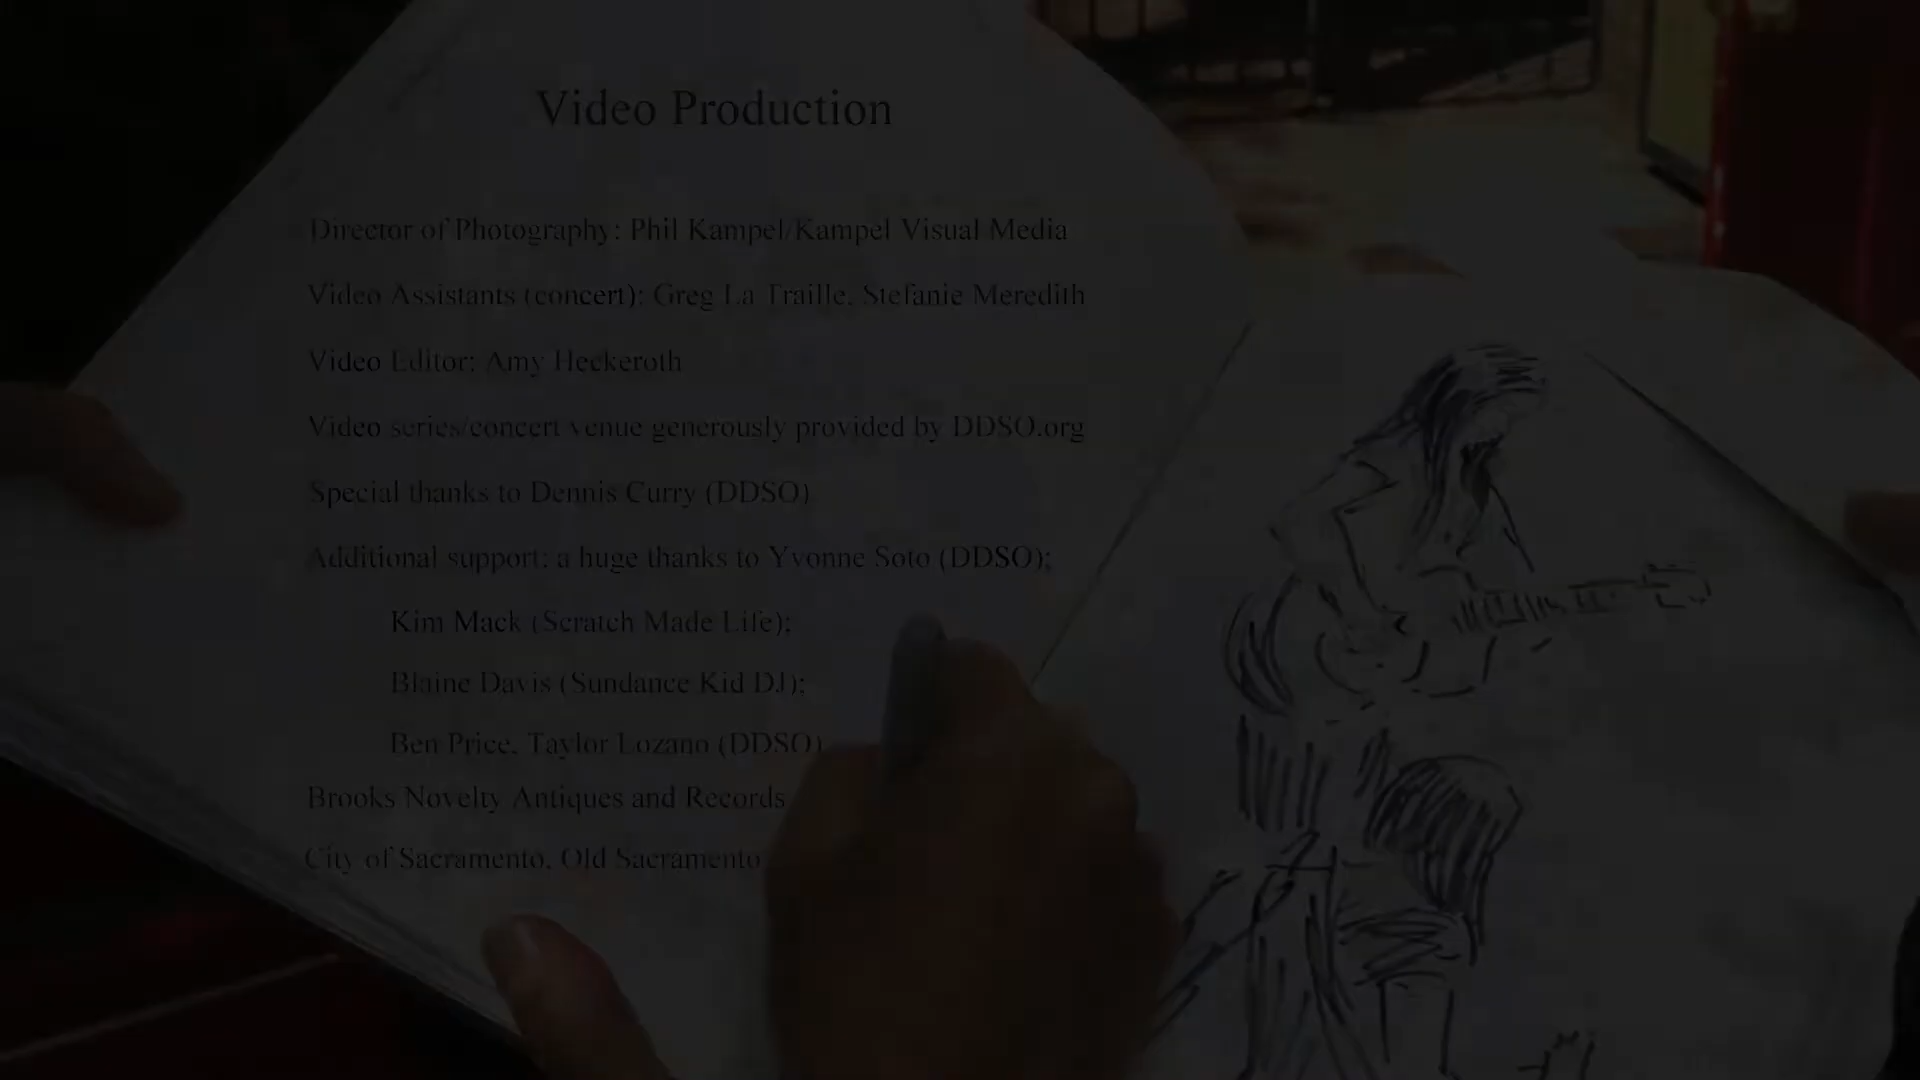 Video Production
Director of Photography: Phil Kampel/Kampel Visual Media
Video Assistants (concert): Greg La Traille, Stefanie Meredith
Video Editor: Amy Heckeroth
Video series/concert venue generously provided by DDSO.org
Special thanks to Dennis Curry (DDSO)
Additional support: a huge thanks to Yvonne Soto (DDSO);
Kim Mack (Scratch Made Life);
Blaine Davis (Sundance Kid DJ);
Ben Price, Taylor Lozano (DDSO)
Brooks Novelty Antiques and Records
City of Sacramento, Old Sacramento